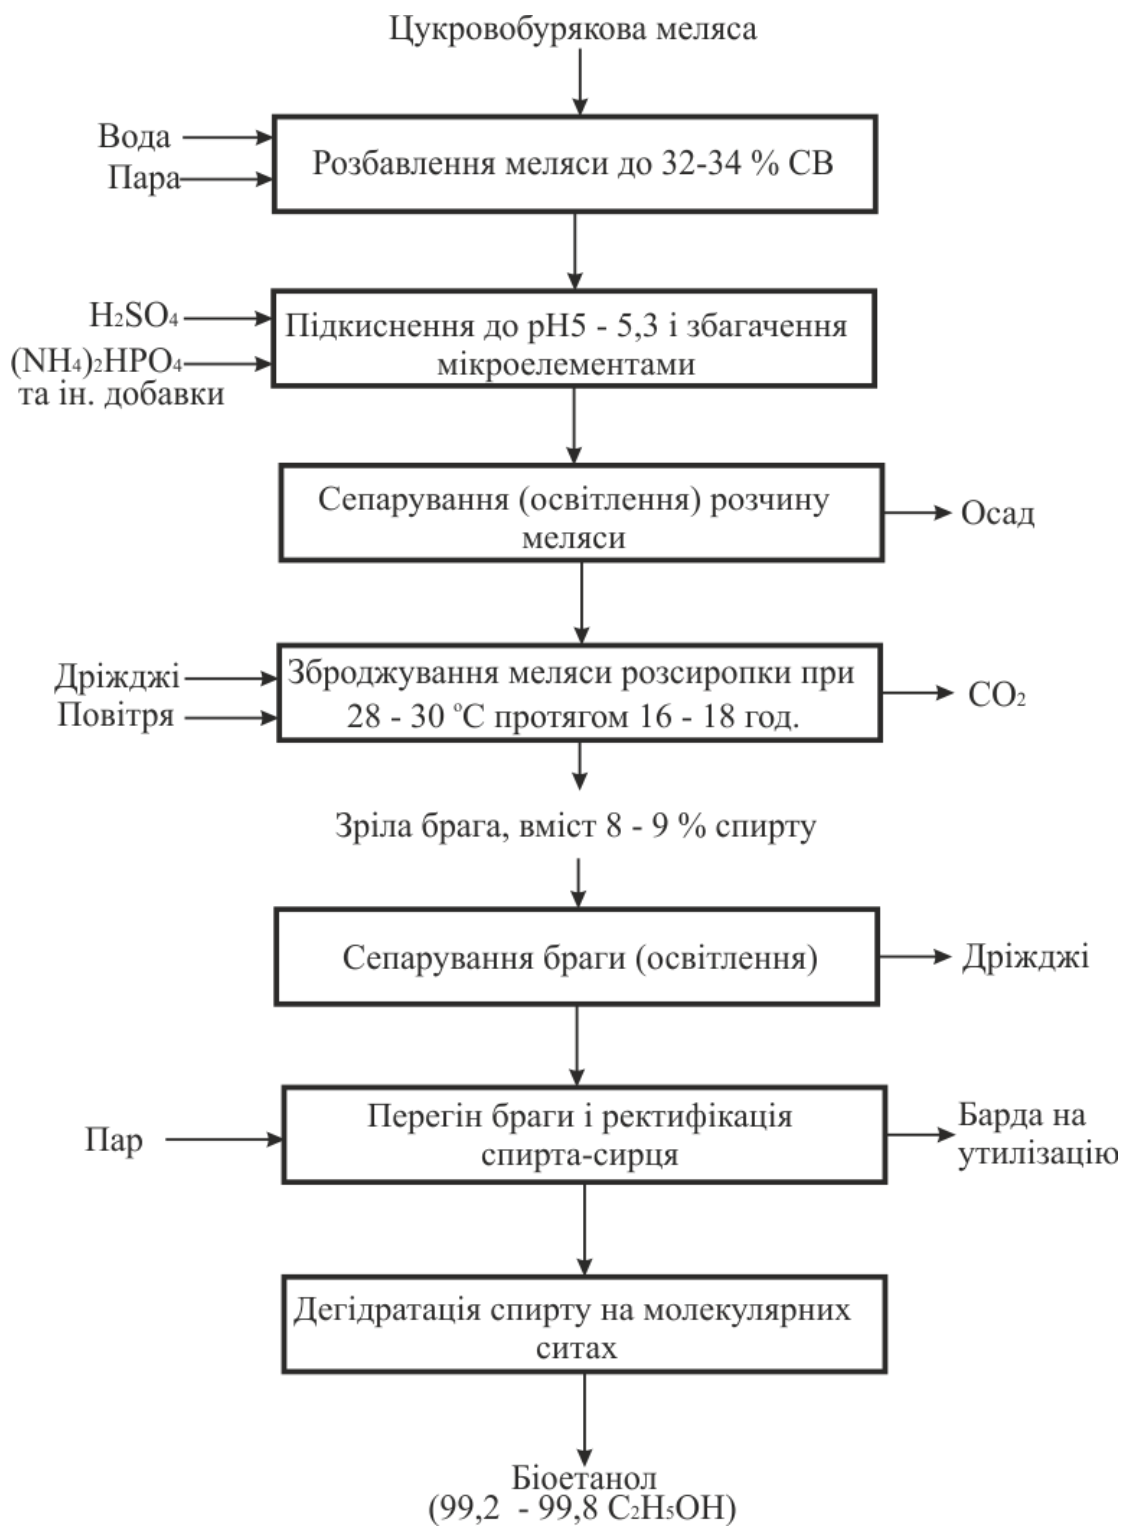 Цукровобурякова меляса
Вода
Пара
Розбавлення меляси до 32-34 % СВ
H₂SO₄
(NH₄)₂HPO₄
та ін. добавки
Підкиснення до pH5 - 5,3 і збагачення
мікроелементами
Сепарування (освітлення) розчину
меляси
Осад
Дріжджі
Повітря
Зброджування меляси розсиропки при
28 - 30 °C протягом 16 - 18 год.
CO₂
Зріла брага, вміст 8 - 9 % спирту
Сепарування браги (освітлення)
Дріжджі
Пар
Перегін браги і ректифікація
спирта-сирця
Барда на
утилізацію
Дегідратація спирту на молекулярних
ситах
Біоетанол
(99,2 - 99,8 C₂H₅OH)